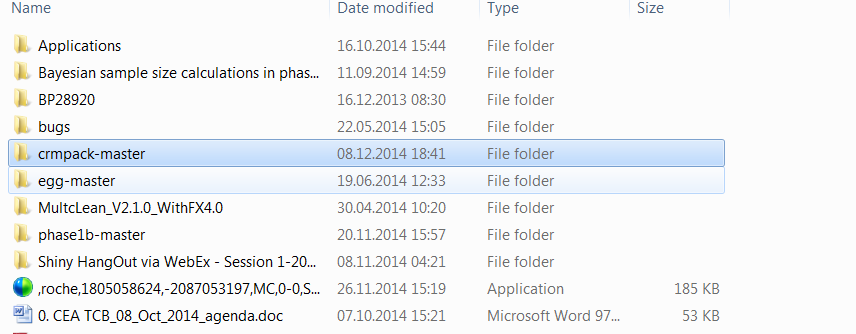 Name Date modified Type Size
Applications 16.10.2014 15:44 File folder
Bayesian sample size calculations in phas... 11.09.2014 14:59 File folder
BP28920 16.12.2013 08:30 File folder
bugs 22.05.2014 15:05 File folder
crmpack-master 08.12.2014 18:41 File folder
egg-master 19.06.2014 12:33 File folder
MultcLean_V2.1.0_WithFX4.0 30.04.2014 10:20 File folder
phase1b-master 20.11.2014 15:57 File folder
Shiny HangOut via WebEx - Session 1-20... 08.11.2014 04:21 File folder
,roche,1805058624,-2087053197,MC,0-0,S... 26.11.2014 15:19 Application 185 KB
0. CEA TCB_08_Oct_2014_agenda.doc 07.10.2014 15:21 Microsoft Word 97... 53 KB